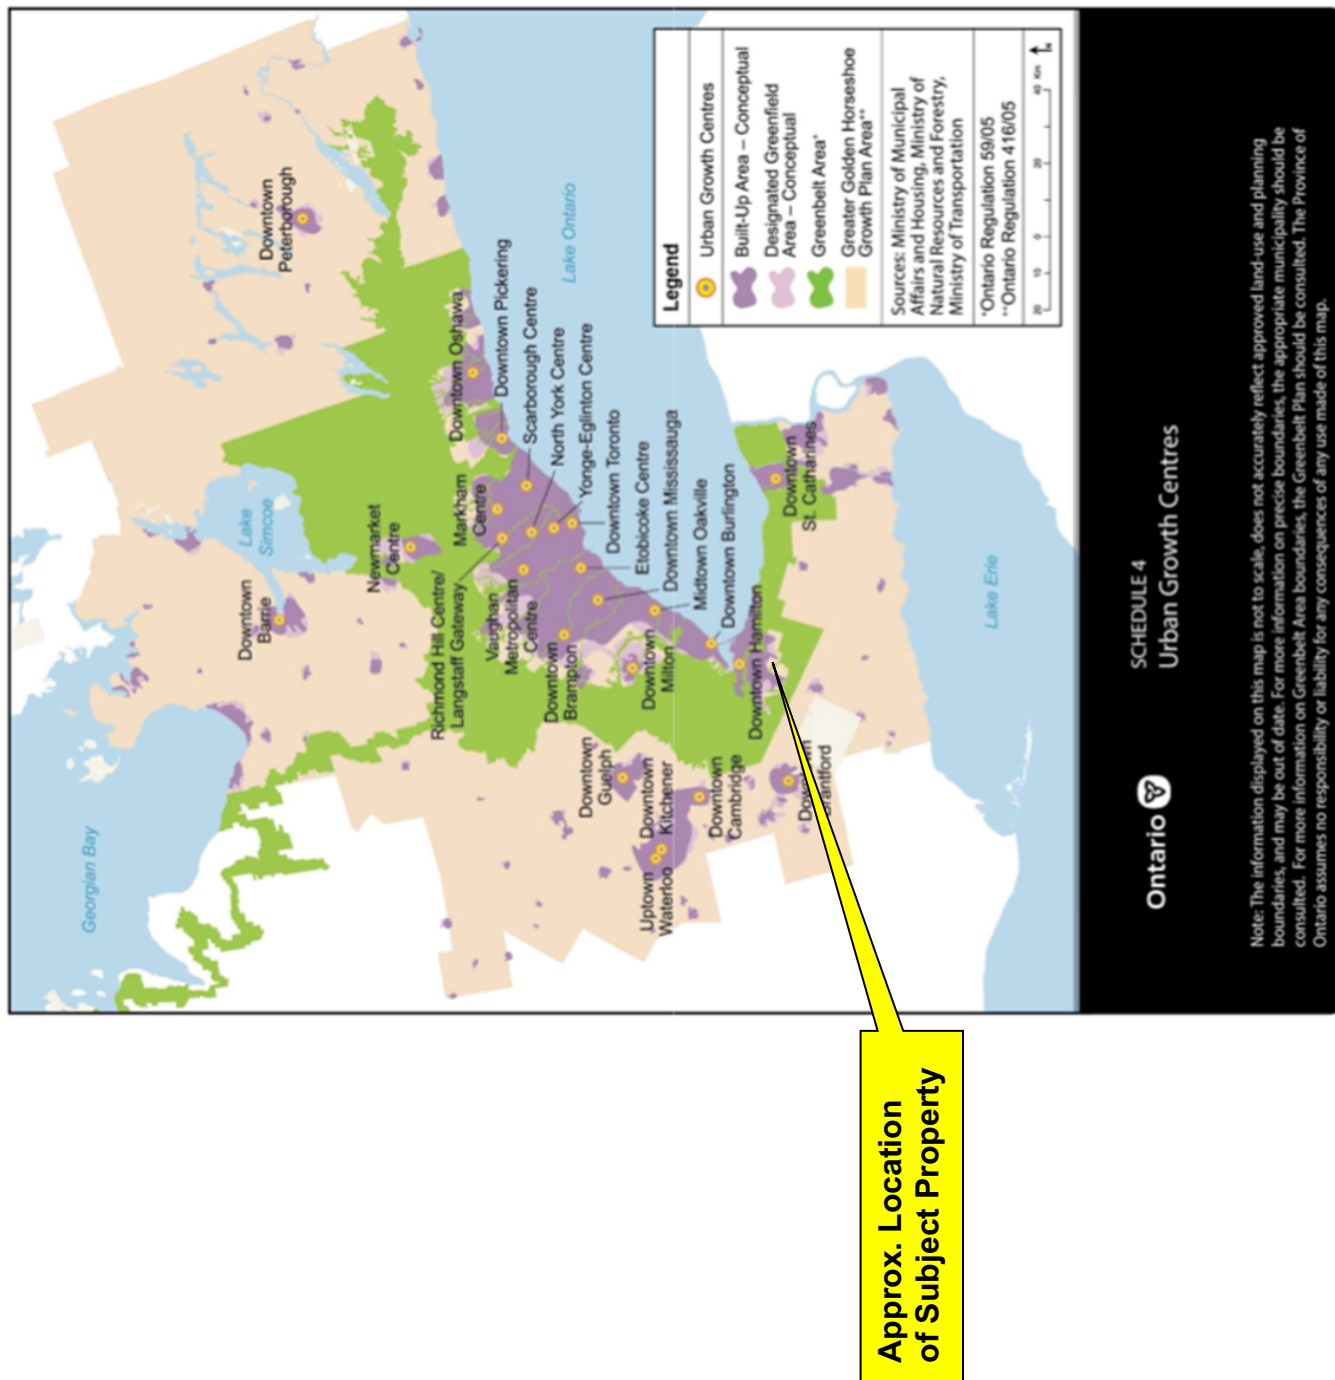 Georgian Bay
Lake
Simcoe
Lake Ontario
Lake Erie
Downtown
Peterborough
Downtown
Barrie
Newmarket
Centre
Richmond Hill Centre/
Langstaff Gateway
Markham
Centre
Vaughan
Metropolitan
Centre
Downtown
Brampton
Downtown Oshawa
Downtown Pickering
Scarborough Centre
North York Centre
Yonge-Eglinton Centre
Downtown Toronto
Etobicoke Centre
Downtown Mississauga
Midtown Oakville
Downtown Burlington
Downtown
Milton
Downtown Hamilton
Downtown
St. Catharines
Downtown
Guelph
Downtown
Kitchener
Uptown
Waterloo
Downtown
Cambridge
Downtown
Brantford
Legend
Urban Growth Centres
Built-Up Area – Conceptual
Designated Greenfield
Area – Conceptual
Greenbelt Area*
Greater Golden Horseshoe
Growth Plan Area**
Sources: Ministry of Municipal
Affairs and Housing, Ministry of
Natural Resources and Forestry,
Ministry of Transportation
*Ontario Regulation 59/05
**Ontario Regulation 416/05
20 10 0 20 40 Km N
Ontario
SCHEDULE 4
Urban Growth Centres
Note: The information displayed on this map is not to scale, does not accurately reflect approved land-use and planning
boundaries, and may be out of date. For more information on precise boundaries, the appropriate municipality should be
consulted. For more information on Greenbelt Area boundaries, the Greenbelt Plan should be consulted. The Province of
Ontario assumes no responsibility or liability for any consequences of any use made of this map.
Approx. Location
of Subject Property